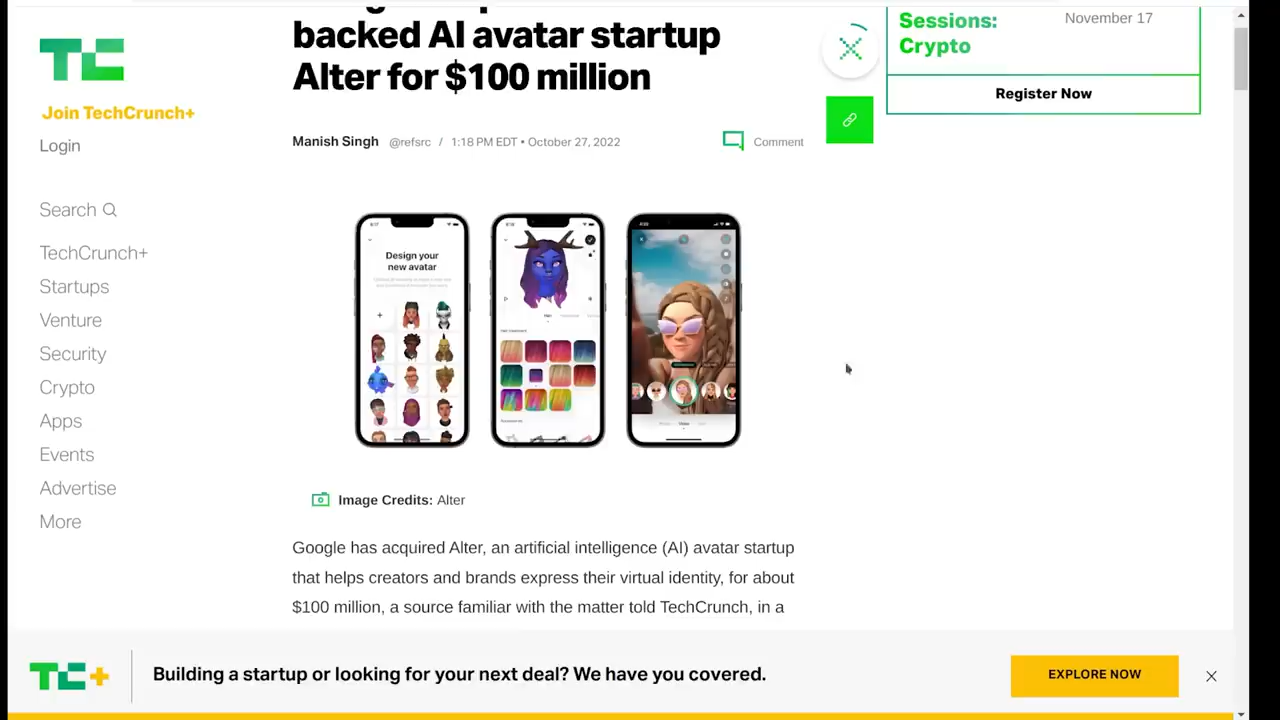 TC
Join TechCrunch+
Login
Search
TechCrunch+
Startups
Venture
Security
Crypto
Apps
Events
Advertise
More
backed AI avatar startup
Alter for $100 million
Manish Singh @refsrc / 1:18 PM EDT • October 27, 2022
Comment
Design your
new avatar
Image Credits: Alter
Google has acquired Alter, an artificial intelligence (AI) avatar startup
that helps creators and brands express their virtual identity, for about
$100 million, a source familiar with the matter told TechCrunch, in a
Sessions:
Crypto
November 17
Register Now
TC+
Building a startup or looking for your next deal? We have you covered.
EXPLORE NOW